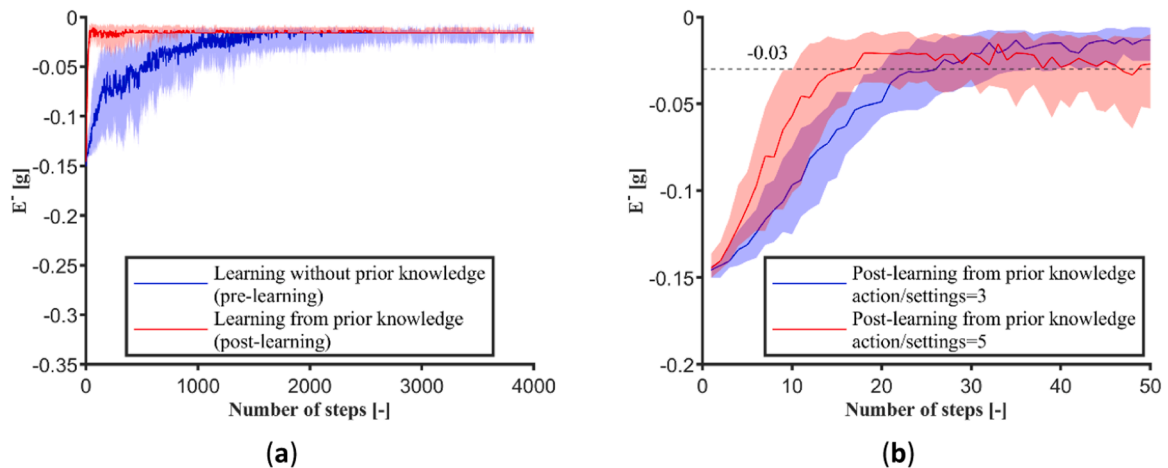 0
-0.05
-0.1
-0.15
-0.2
-0.25
-0.3
-0.35
E⁻ [g]
Learning without prior knowledge
(pre-learning)
Learning from prior knowledge
(post-learning)
0 1000 2000 3000 4000
Number of steps [-]
(a)
0
-0.03
-0.05
-0.1
-0.15
-0.2
E⁻ [g]
Post-learning from prior knowledge
action/settings=3
Post-learning from prior knowledge
action/settings=5
0 10 20 30 40 50
Number of steps [-]
(b)